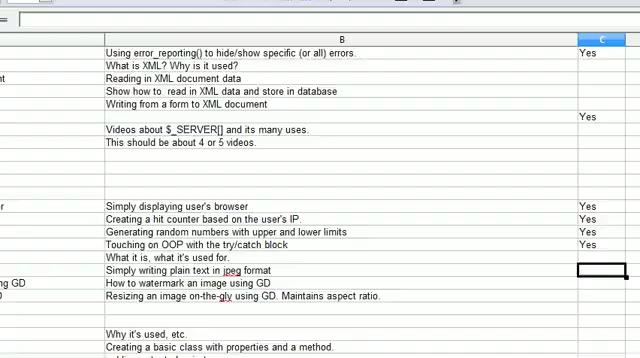 B C
Using error_reporting() to hide/show specific (or all) errors. Yes
What is XML? Why is it used?
nt Reading in XML document data
Show how to read in XML data and store in database
Writing from a form to XML document
Yes
Videos about $_SERVER[] and its many uses.
This should be about 4 or 5 videos.
er Simply displaying user's browser Yes
Creating a hit counter based on the user's IP. Yes
Generating random numbers with upper and lower limits Yes
Touching on OOP with the try/catch block Yes
What it is, what it's used for.
Simply writing plain text in jpeg format
ng GD How to watermark an image using GD
D Resizing an image on-the-gly using GD. Maintains aspect ratio.
Why it's used, etc.
Creating a basic class with properties and a method.